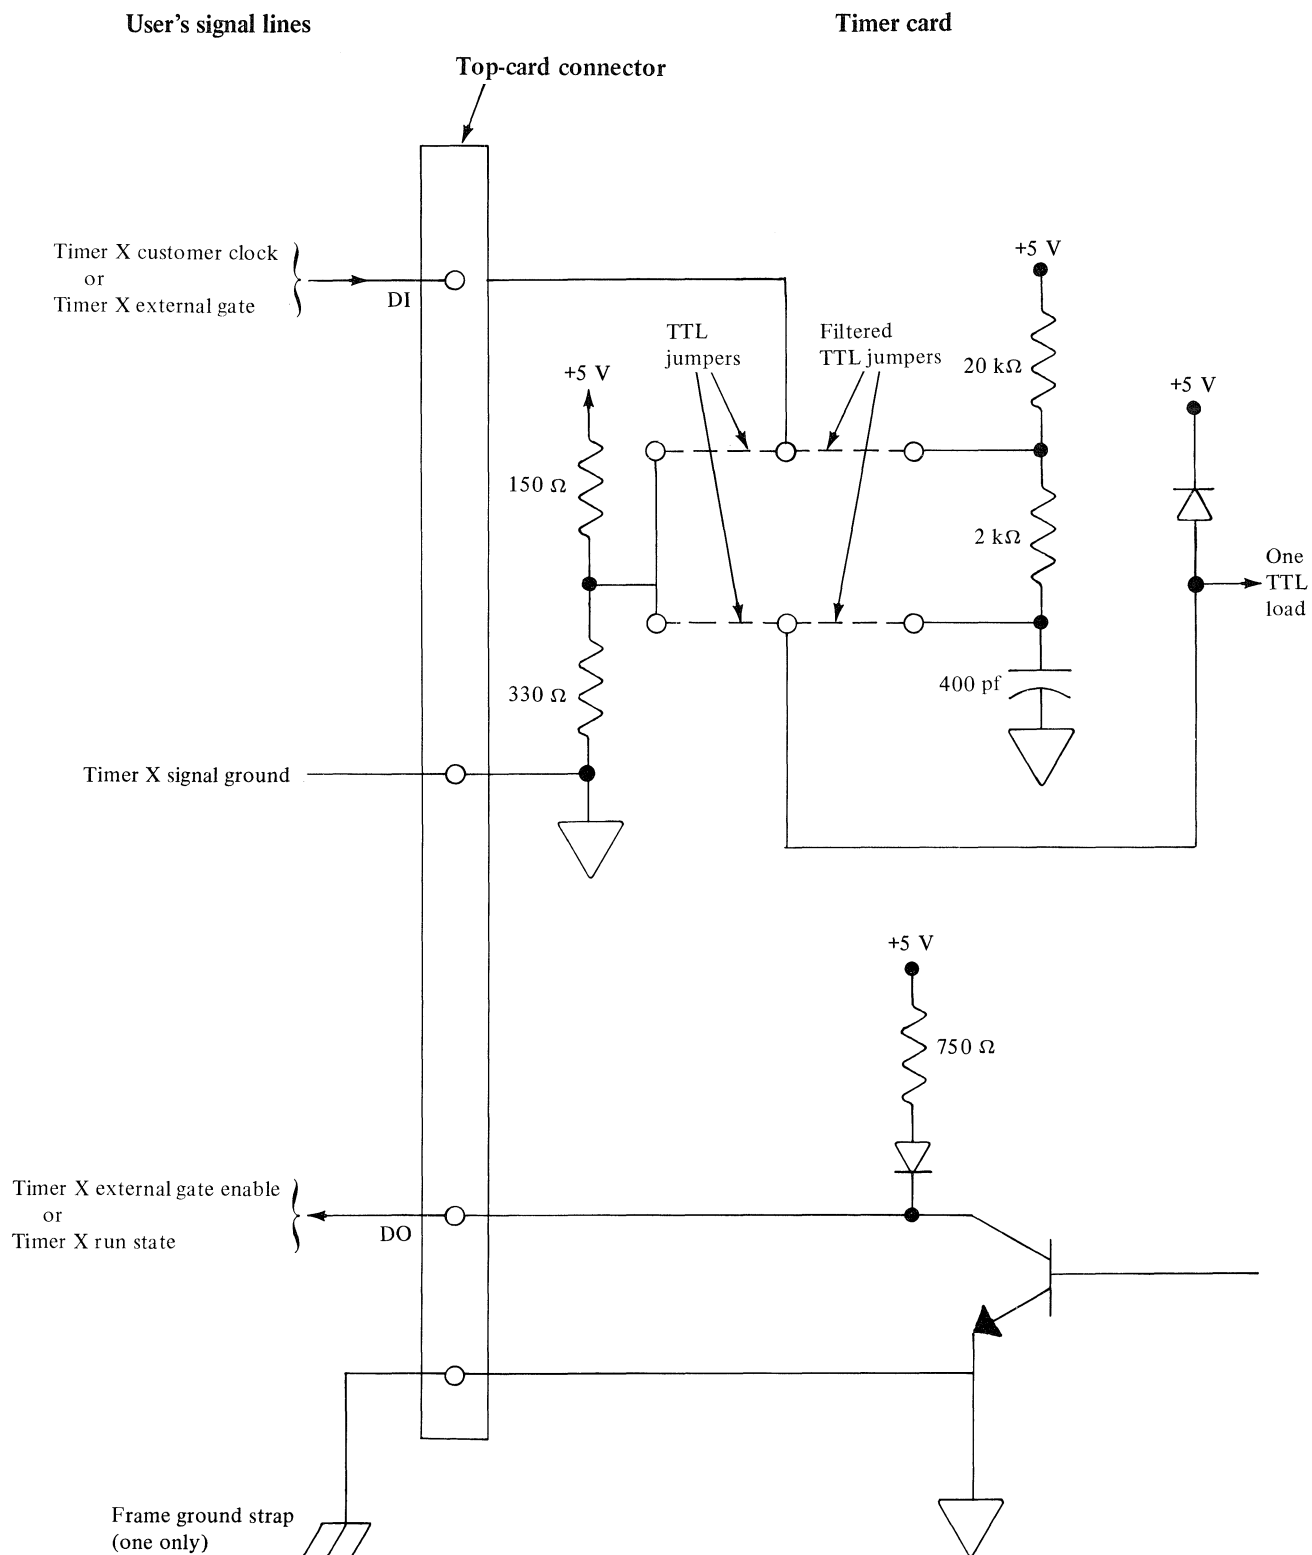 User's signal lines
Timer card
Top-card connector
Timer X customer clock
or
Timer X external gate
DI
+5 V
TTL
jumpers
Filtered
TTL jumpers
20 kΩ
+5 V
+5 V
150 Ω
2 kΩ
One
TTL
load
330 Ω
400 pf
Timer X signal ground
+5 V
750 Ω
Timer X external gate enable
or
Timer X run state
DO
Frame ground strap
(one only)